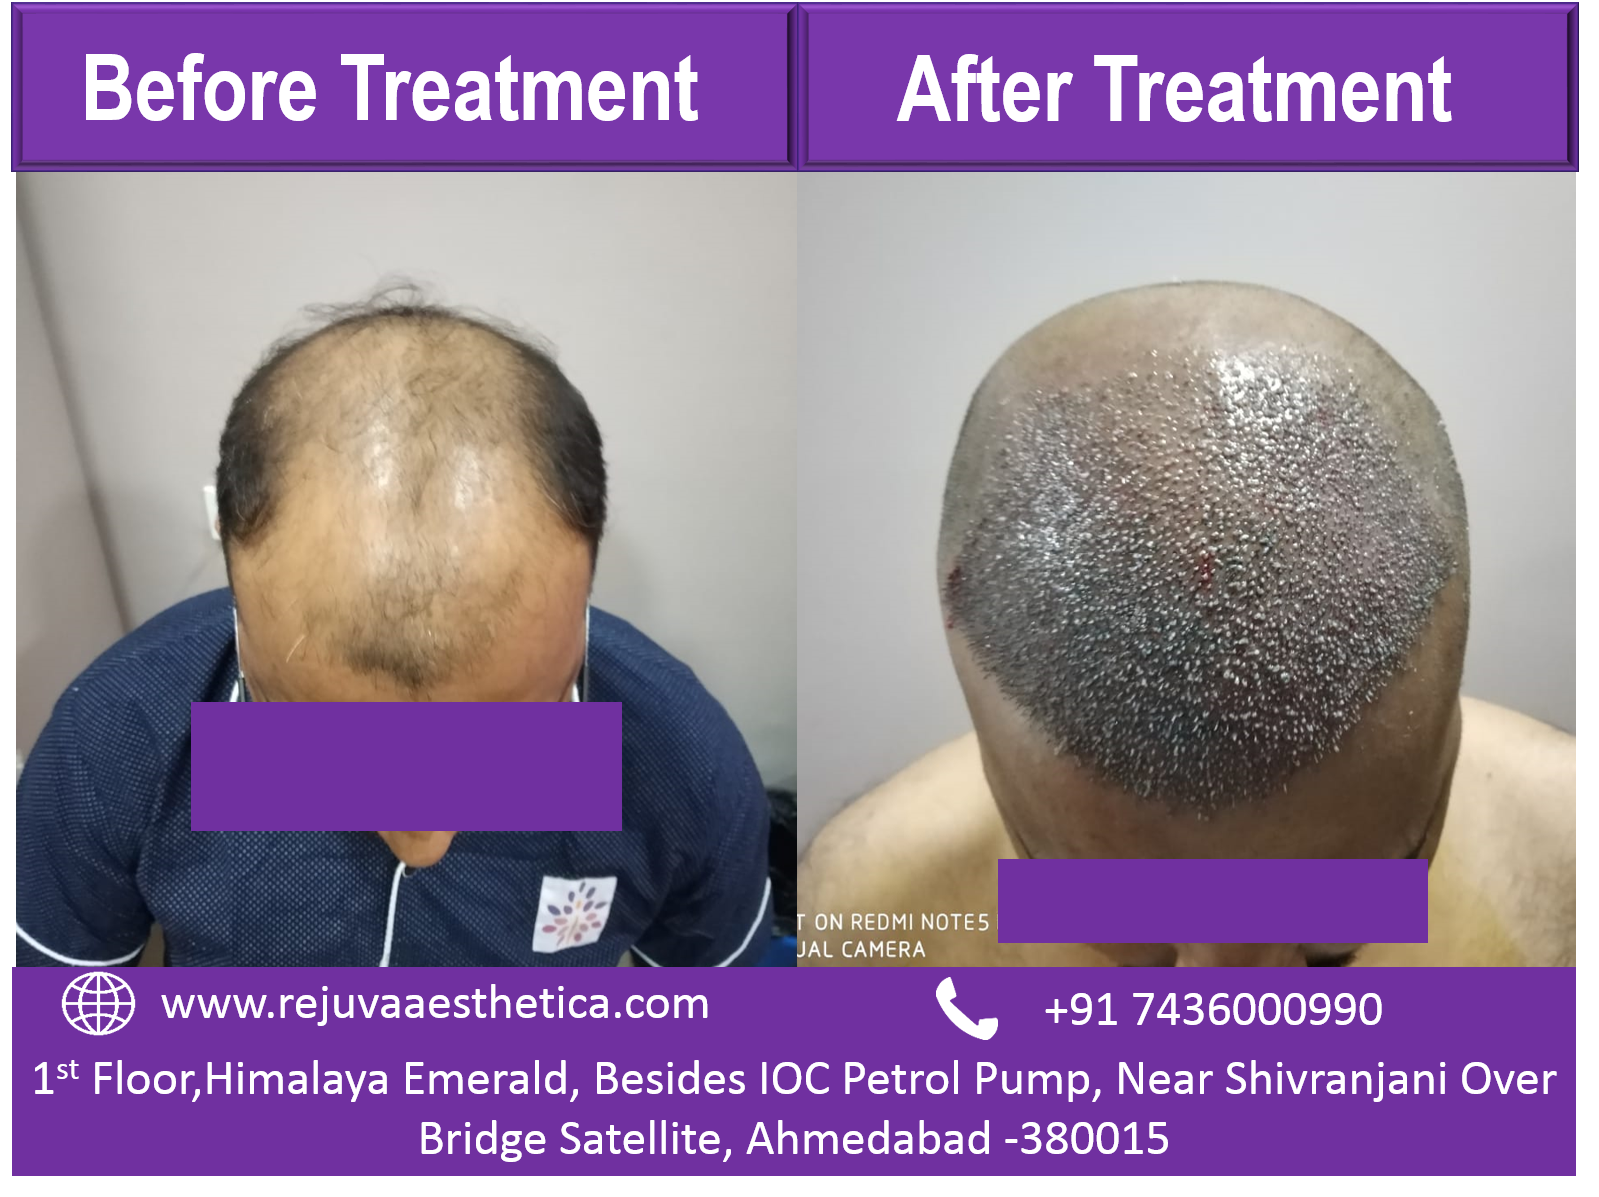 Before Treatment
After Treatment
T ON REDMI NOTE5
UAL CAMERA
www.rejuvaaesthetica.com
+91 7436000990
1st Floor,Himalaya Emerald, Besides IOC Petrol Pump, Near Shivranjani Over
Bridge Satellite, Ahmedabad -380015